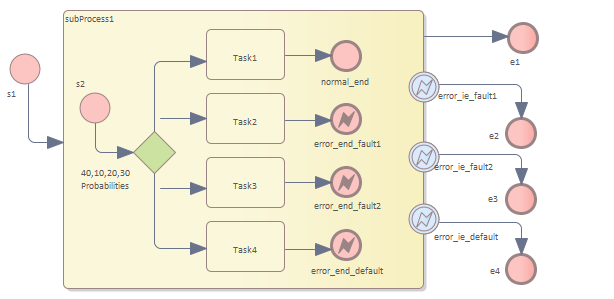 subProcess1
s1
s2
40,10,20,30
Probabilities
Task1
normal_end
Task2
error_end_fault1
Task3
error_end_fault2
Task4
error_end_default
e1
error_ie_fault1
e2
error_ie_fault2
e3
error_ie_default
e4